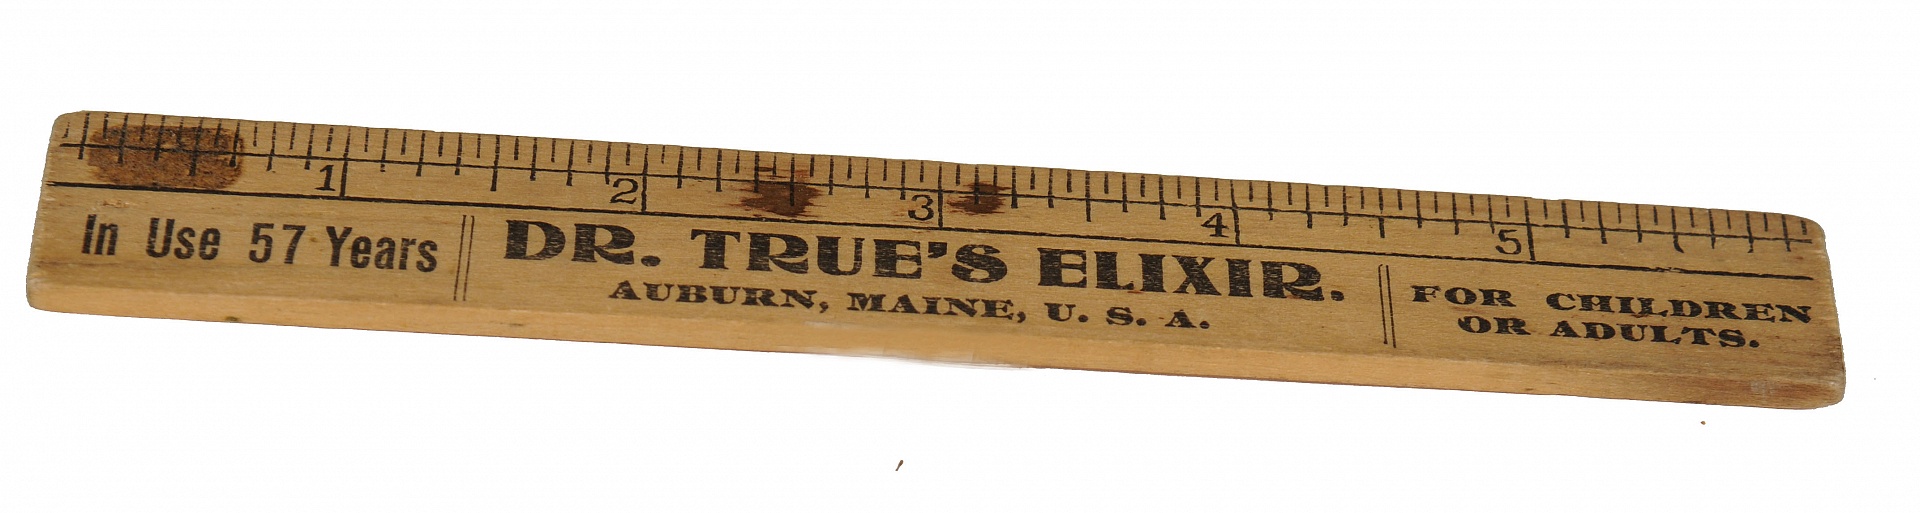 1 2 3 4 5
In Use 57 Years
DR. TRUE'S ELIXIR.
AUBURN, MAINE, U. S. A.
FOR CHILDREN
OR ADULTS.